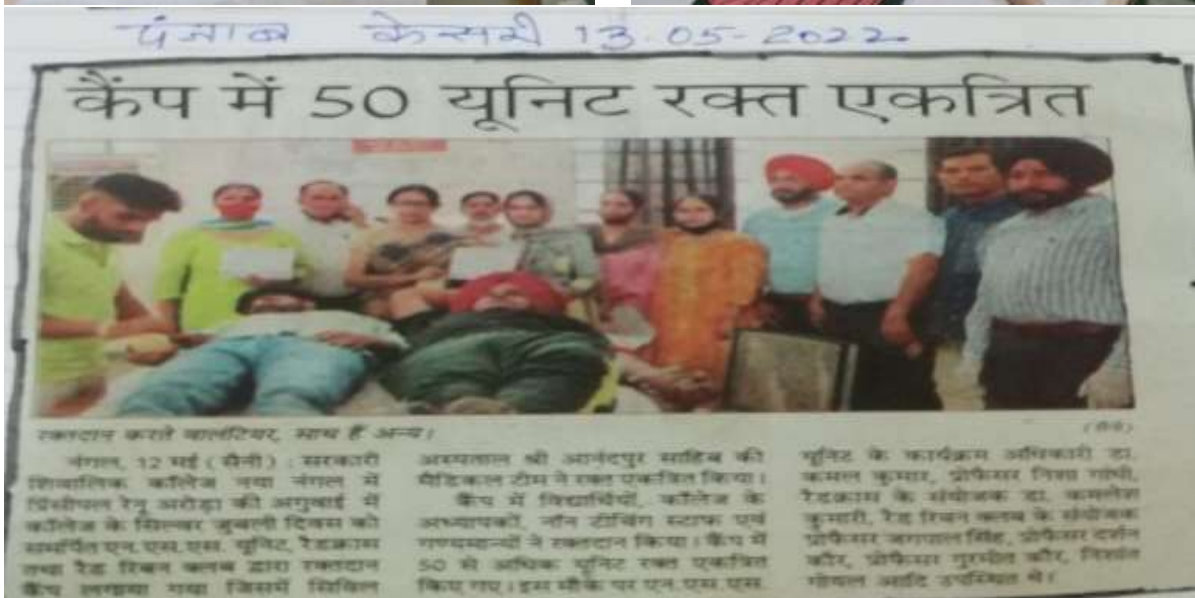 पंजाब केसरी 13-05-2022
कैंप में 50 यूनिट रक्त एकत्रित
रक्तदान करते वालंटियर, साथ हैं अन्य।
नंगल, 12 मई (सैनी) : सरकारी
शिवालिक कॉलेज नया नंगल में
प्रिंसीपल रेनू अरोड़ा की अगुवाई में
कॉलेज के सिल्वर जुबली दिवस को
समर्पित एन.एस.एस. यूनिट, रैडक्रास
तथा रैड रिबन क्लब द्वारा रक्तदान
कैंप लगाया गया जिसमें सिविल
अस्पताल श्री आनंदपुर साहिब की
मैडिकल टीम ने रक्त एकत्रित किया।
कैंप में विद्यार्थियों, कॉलेज के
अध्यापकों, नॉन टीचिंग स्टाफ एवं
गण्यमान्यों ने रक्तदान किया। कैंप में
50 से अधिक यूनिट रक्त एकत्रित
किए गए। इस मौके पर एन.एस.एस.
यूनिट के कार्यक्रम अधिकारी डा.
कमल कुमार, प्रोफैसर निशा गांधी,
रैडक्रास के संयोजक डा. कमलेश
कुमारी, रैड रिबन क्लब के संयोजक
प्रोफैसर जगपाल सिंह, प्रोफैसर दर्शन
कौर, प्रोफैसर गुरमीत कौर, निशांत
गोयल आदि उपस्थित थे।